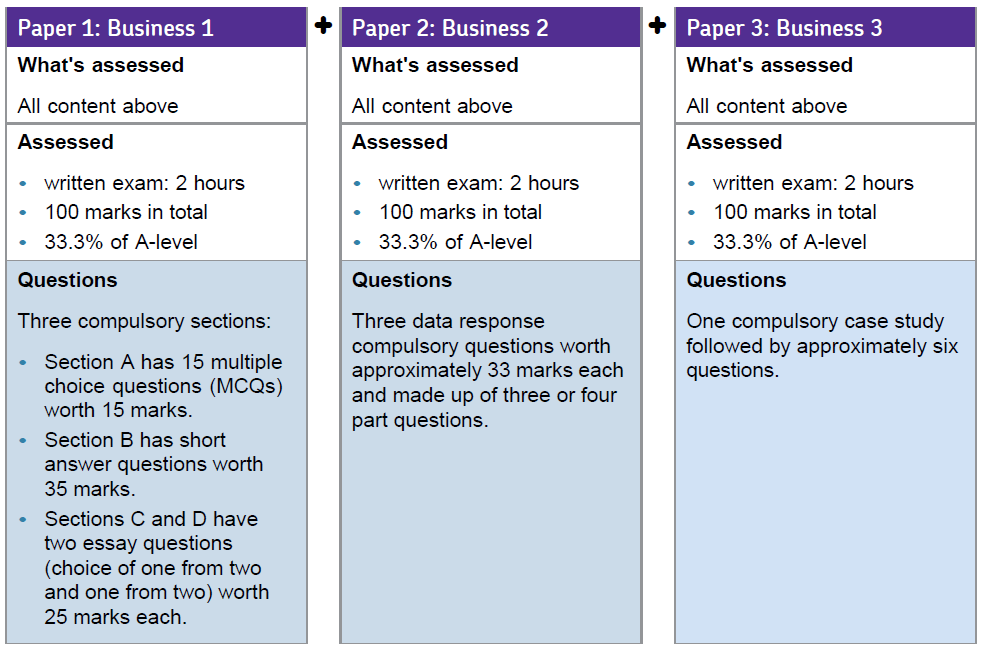 Paper 1: Business 1
What's assessed
All content above
Assessed
• written exam: 2 hours
• 100 marks in total
• 33.3% of A-level
Questions
Three compulsory sections:
• Section A has 15 multiple
choice questions (MCQs)
worth 15 marks.
• Section B has short
answer questions worth
35 marks.
• Sections C and D have
two essay questions
(choice of one from two
and one from two) worth
25 marks each.
+
Paper 2: Business 2
What's assessed
All content above
Assessed
• written exam: 2 hours
• 100 marks in total
• 33.3% of A-level
Questions
Three data response
compulsory questions worth
approximately 33 marks each
and made up of three or four
part questions.
+
Paper 3: Business 3
What's assessed
All content above
Assessed
• written exam: 2 hours
• 100 marks in total
• 33.3% of A-level
Questions
One compulsory case study
followed by approximately six
questions.